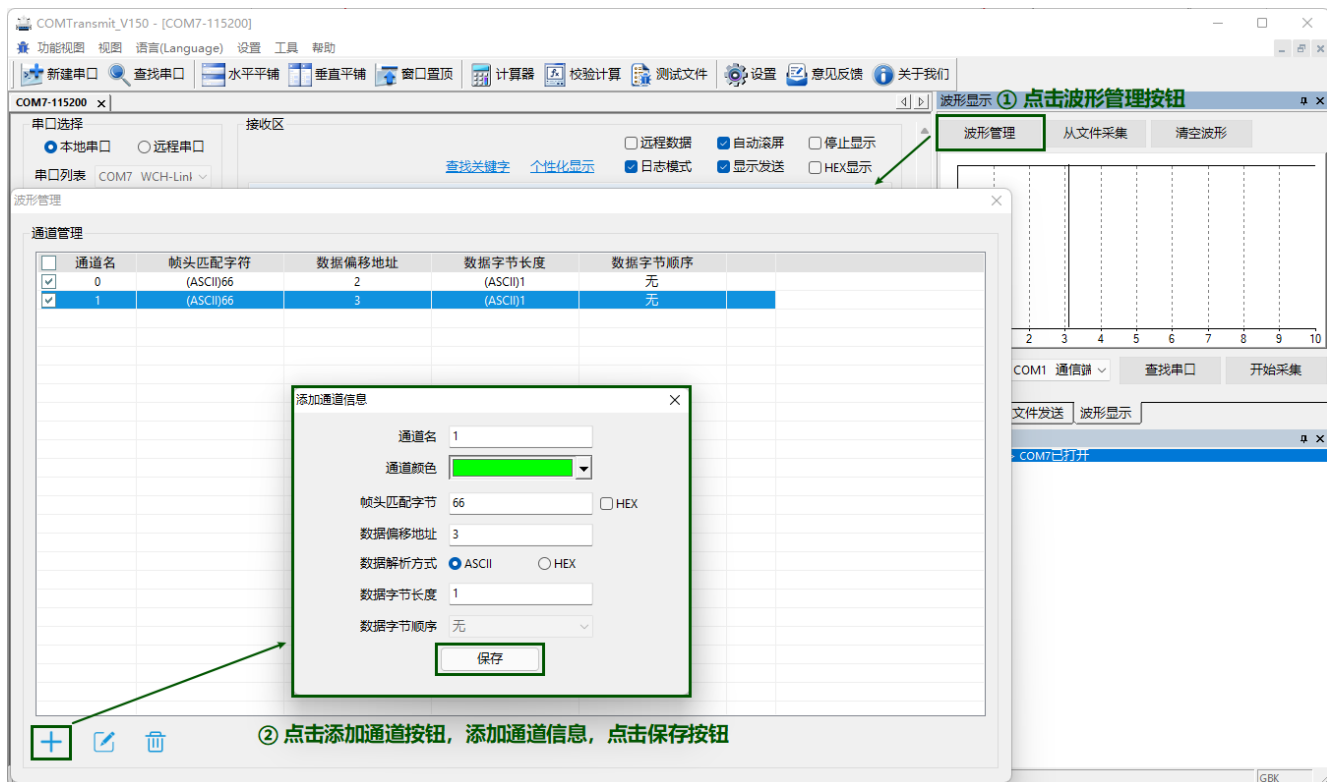 COMTransmit_V150 - [COM7-115200]
功能视图 视图 语言(Language) 设置 工具 帮助
新建串口 查找串口 水平平铺 垂直平铺 窗口置顶 计算器 校验计算 测试文件 设置 意见反馈 关于我们
COM7-115200 x
波形显示 ① 点击波形管理按钮
串口选择
接收区
波形管理 从文件采集 清空波形
本地串口 远程串口
远程数据 自动滚屏 停止显示
串口列表 COM7 WCH-Linl
查找关键字 个性化显示 日志模式 显示发送 HEX显示
波形管理
通道管理
通道名 帧头匹配字符 数据偏移地址 数据字节长度 数据字节顺序
0 (ASCII)66 2 (ASCII)1 无
1 (ASCII)66 3 (ASCII)1 无
2 3 4 5 6 7 8 9 10
COM1 通信端 查找串口 开始采集
文件发送 波形显示
COM7已打开
添加通道信息
通道名 1
通道颜色
帧头匹配字节 66 HEX
数据偏移地址 3
数据解析方式 ASCII HEX
数据字节长度 1
数据字节顺序 无
保存
② 点击添加通道按钮，添加通道信息，点击保存按钮
GBK